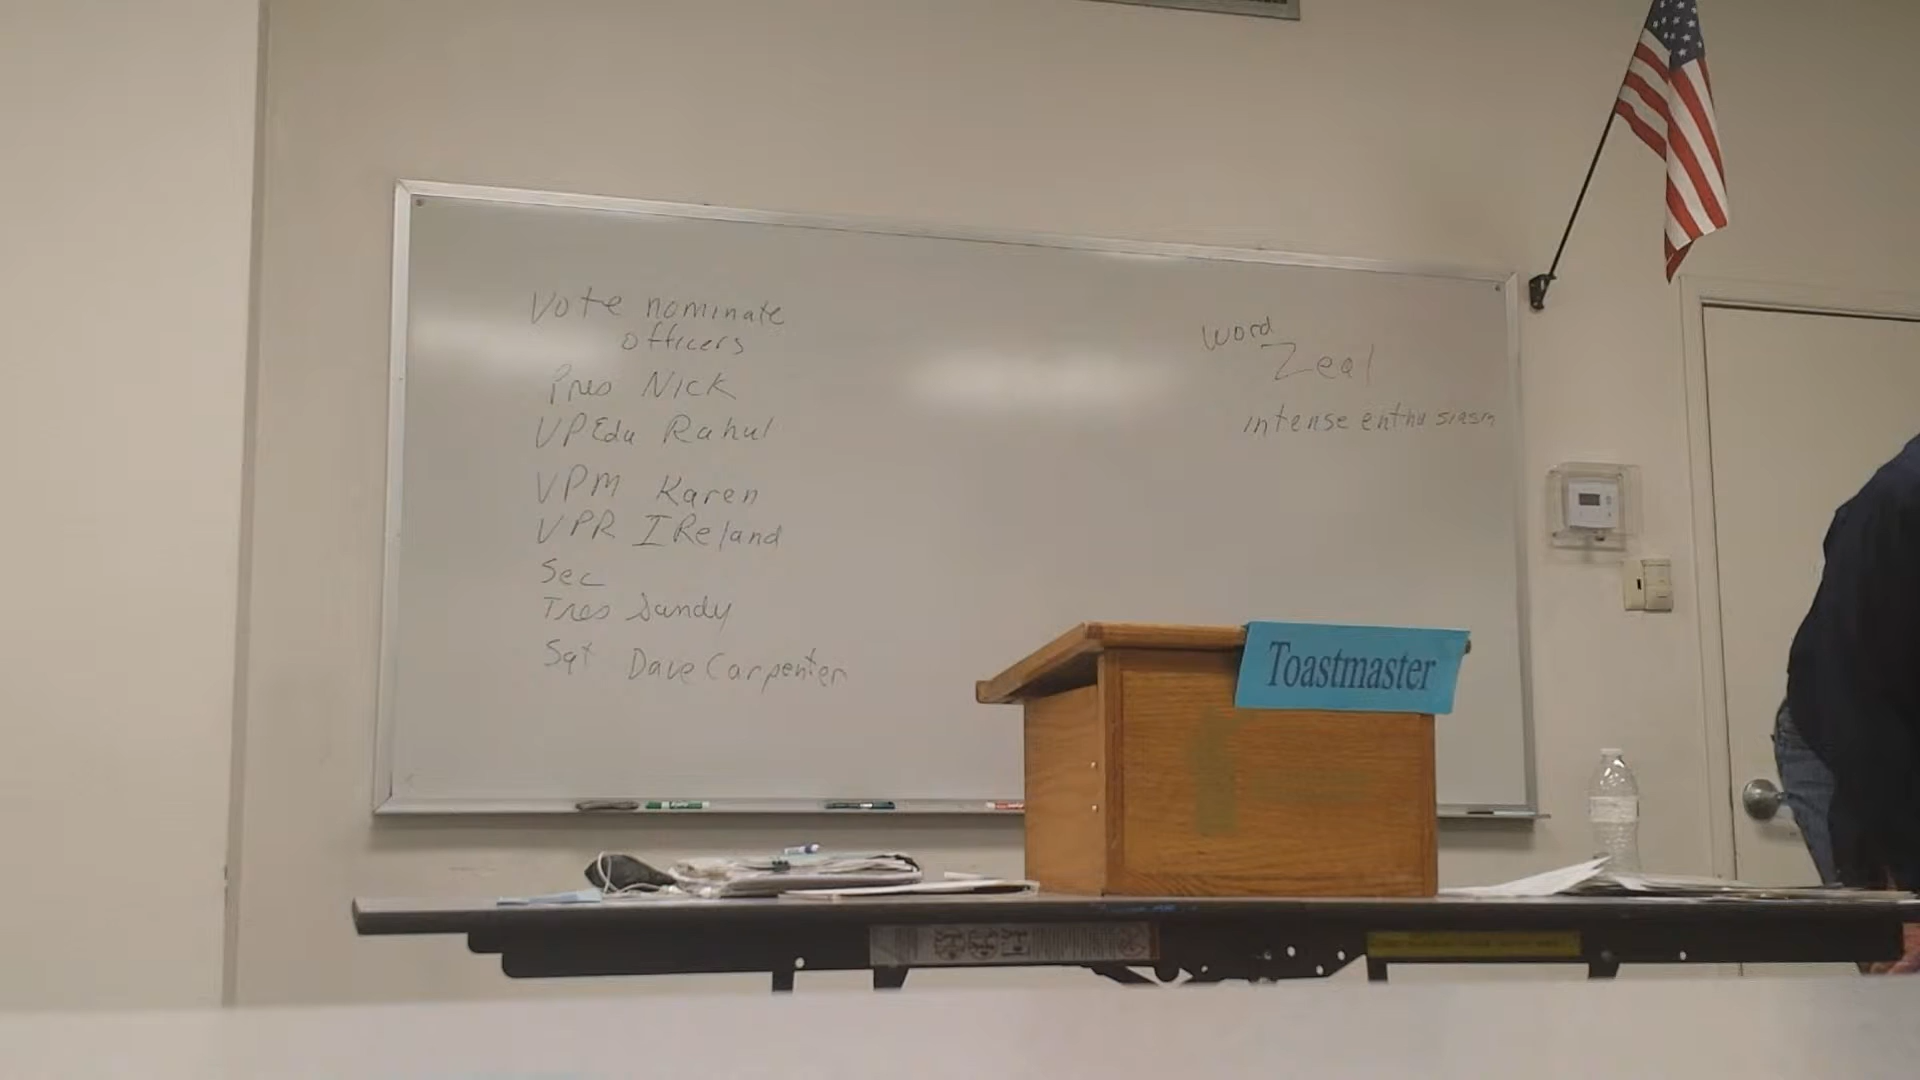 Vote nominate
officers
Pres Nick
VPEdu Rahul
VPM Karen
VPR IReland
Sec
Tres Sandy
Sgt Dave Carpenter
word
Zeal
intense enthusiasm
Toastmaster